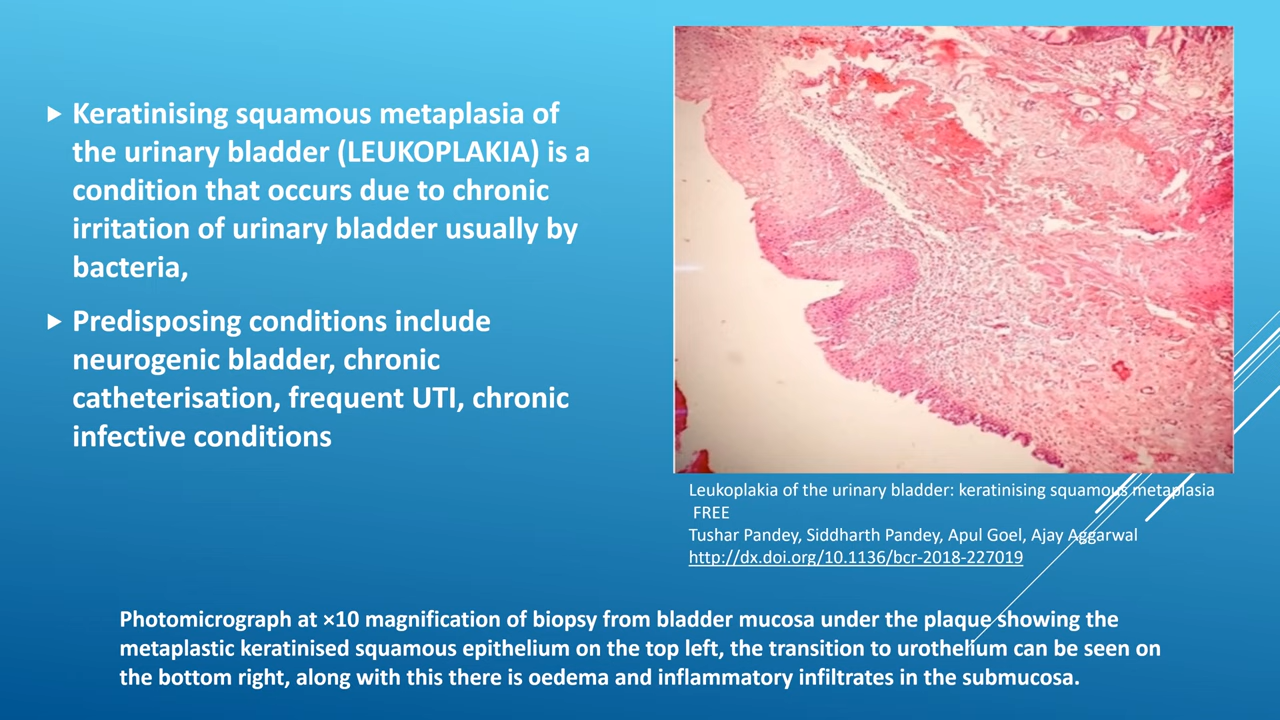 Keratinising squamous metaplasia of
the urinary bladder (LEUKOPLAKIA) is a
condition that occurs due to chronic
irritation of urinary bladder usually by
bacteria,
Predisposing conditions include
neurogenic bladder, chronic
catheterisation, frequent UTI, chronic
infective conditions
Leukoplakia of the urinary bladder: keratinising squamous metaplasia
FREE
Tushar Pandey, Siddharth Pandey, Apul Goel, Ajay Aggarwal
http://dx.doi.org/10.1136/bcr-2018-227019
Photomicrograph at ×10 magnification of biopsy from bladder mucosa under the plaque showing the
metaplastic keratinised squamous epithelium on the top left, the transition to urothelium can be seen on
the bottom right, along with this there is oedema and inflammatory infiltrates in the submucosa.